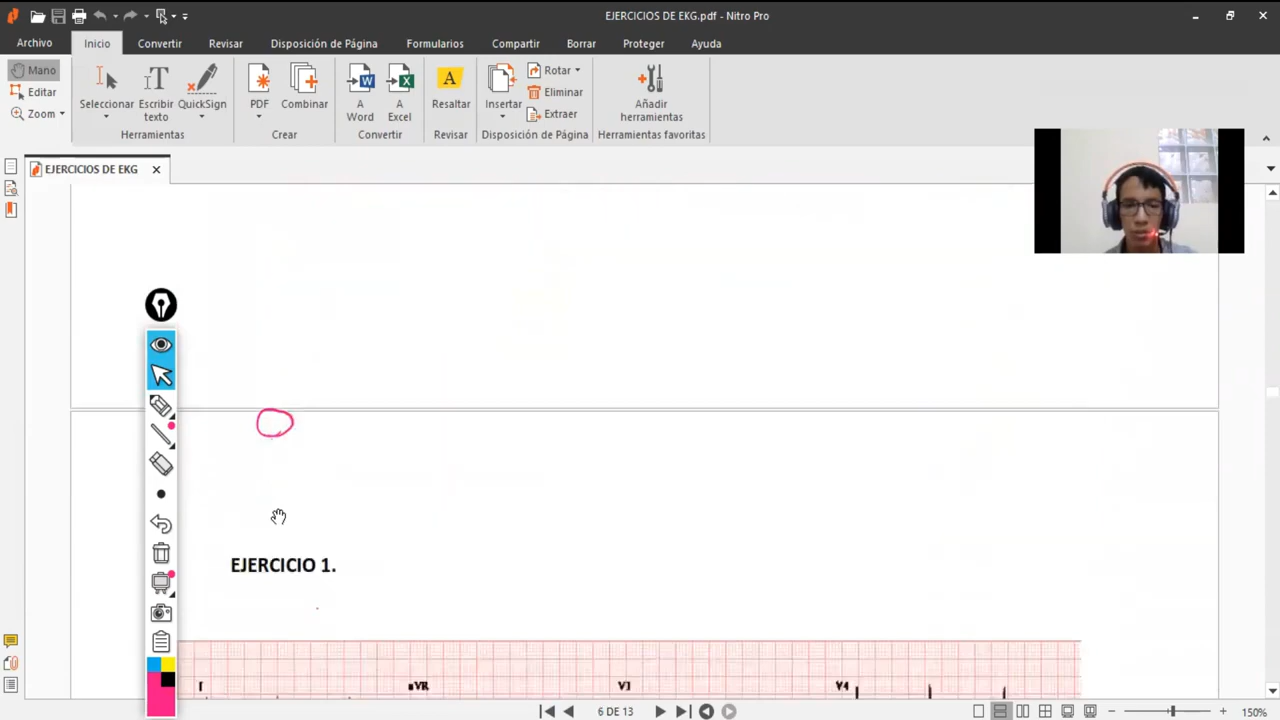 EJERCICIOS DE EKG.pdf - Nitro Pro
Archivo Inicio Convertir Revisar Disposición de Página Formularios Compartir Borrar Proteger Ayuda
Mano
Editar
Zoom
Seleccionar
Escribir texto
QuickSign
Herramientas
PDF
Combinar
Crear
A Word
A Excel
Convertir
Resaltar
Revisar
Insertar
Rotar
Eliminar
Extraer
Disposición de Página
Añadir herramientas
Herramientas favoritas
EJERCICIOS DE EKG
EJERCICIO 1.
I aVR V1 V4
6 DE 13
150%